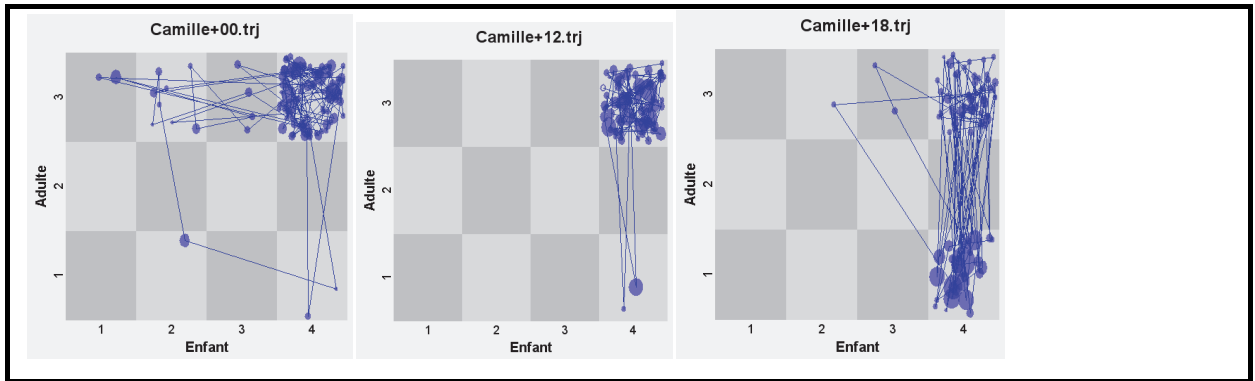 Camille+00.trj
Adulte
3
2
1
1 2 3 4
Enfant
Camille+12.trj
Adulte
3
2
1
1 2 3 4
Enfant
Camille+18.trj
Adulte
3
2
1
1 2 3 4
Enfant